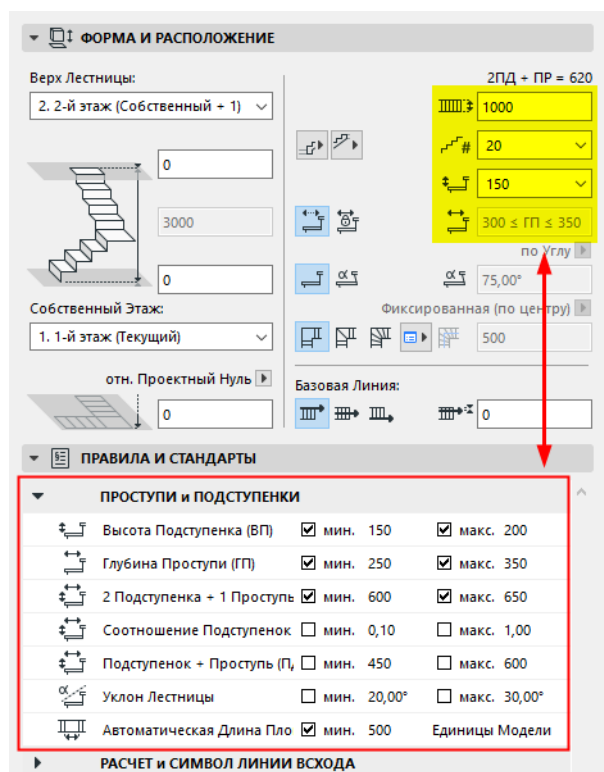 ФОРМА И РАСПОЛОЖЕНИЕ
Верх Лестницы:
2ПД + ПР = 620
2. 2-й этаж (Собственный + 1)
1000
# 20
0
150
3000
300 ≤ ГП ≤ 350
по Углу
0
75,00°
Собственный Этаж:
Фиксированная (по центру)
1. 1-й этаж (Текущий)
500
отн. Проектный Нуль
Базовая Линия:
0
0
ПРАВИЛА И СТАНДАРТЫ
ПРОСТУПИ и ПОДСТУПЕНКИ
Высота Подступенка (ВП) мин. 150 макс. 200
Глубина Проступи (ГП) мин. 250 макс. 350
2 Подступенка + 1 Проступь мин. 600 макс. 650
Соотношение Подступенок мин. 0,10 макс. 1,00
Подступенок + Проступь (П, мин. 450 макс. 600
Уклон Лестницы мин. 20,00° макс. 30,00°
Автоматическая Длина Пло мин. 500 Единицы Модели
РАСЧЕТ и СИМВОЛ ЛИНИИ ВСХОДА